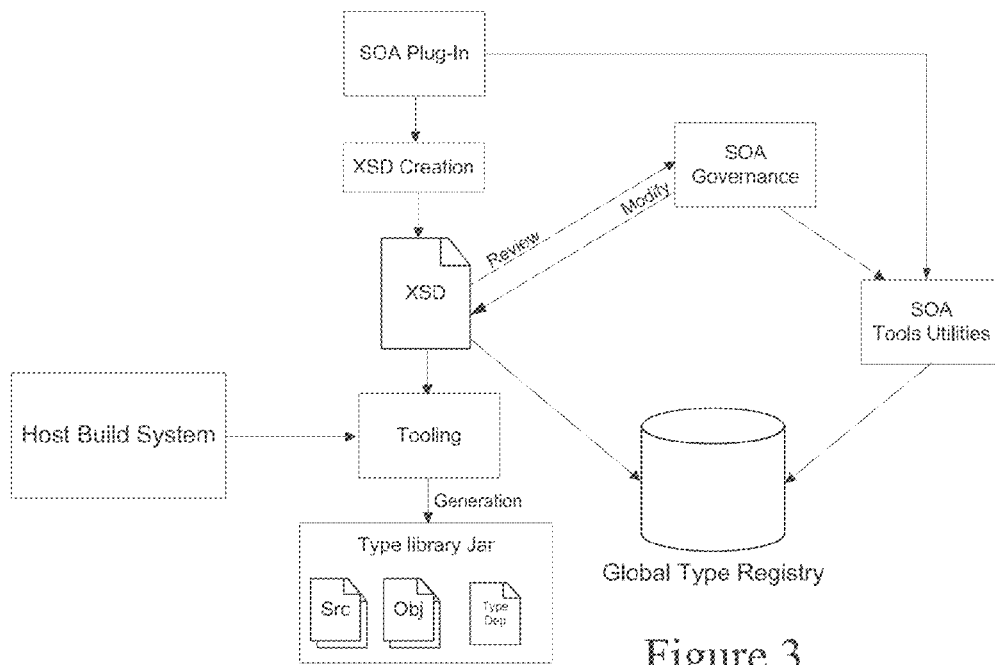 SOA Plug-In
XSD Creation
SOA
Governance
Review
Modify
XSD
SOA
Tools Utilities
Host Build System
Tooling
Generation
Type library Jar
Src
Obj
Type
Dep
Global Type Registry
Figure 3